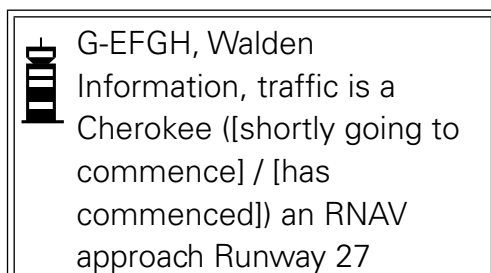 G-EFGH, Walden
Information, traffic is a
Cherokee ([shortly going to
commence] / [has
commenced]) an RNAV
approach Runway 27